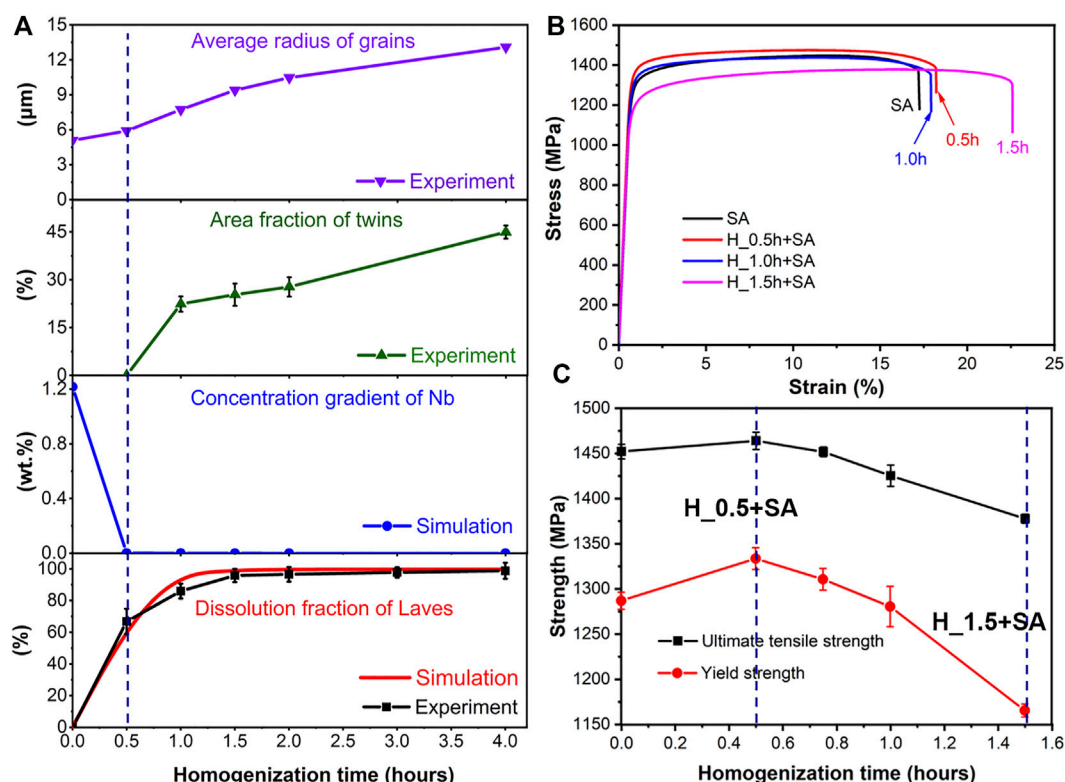 A
15
12
9
6
3
0
(µm)
Average radius of grains
Experiment
45
30
15
0
(%)
Area fraction of twins
Experiment
1.2
0.8
0.4
0.0
(wt.%)
Concentration gradient of Nb
Simulation
100
80
60
40
20
0
(%)
Dissolution fraction of Laves
Simulation
Experiment
0.0 0.5 1.0 1.5 2.0 2.5 3.0 3.5 4.0
Homogenization time (hours)
B
1600
1400
1200
1000
800
600
400
200
0
Stress (MPa)
SA
1.0h
0.5h
1.5h
SA
H_0.5h+SA
H_1.0h+SA
H_1.5h+SA
0 5 10 15 20 25
Strain (%)
C
1500
1450
1400
1350
1300
1250
1200
1150
Strength (MPa)
H_0.5+SA
H_1.5+SA
Ultimate tensile strength
Yield strength
0.0 0.2 0.4 0.6 0.8 1.0 1.2 1.4 1.6
Homogenization time (hours)